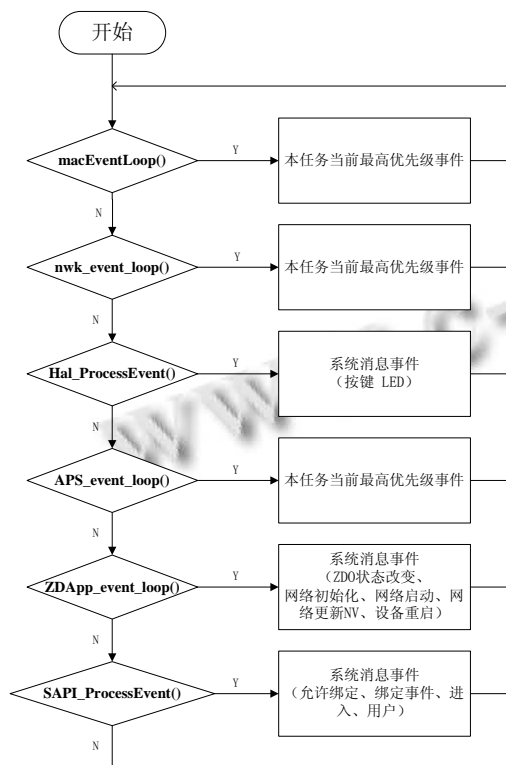 开始
macEventLoop()
Y
本任务当前最高优先级事件
N
nwk_event_loop()
Y
本任务当前最高优先级事件
N
Hal_ProcessEvent()
Y
系统消息事件
（按键 LED）
N
APS_event_loop()
Y
本任务当前最高优先级事件
N
ZDApp_event_loop()
Y
系统消息事件
（ZDO状态改变、
网络初始化、网络启动、网
络更新NV、设备重启）
N
SAPI_ProcessEvent()
Y
系统消息事件
（允许绑定、绑定事件、进
入、用户）
N